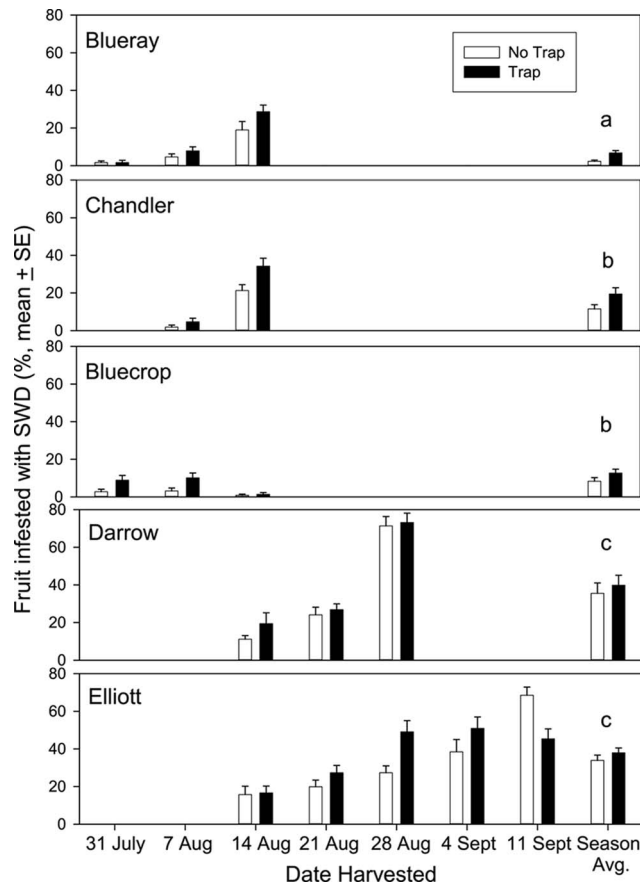 Fruit infested with SWD (%, mean ± SE)
Blueray
No Trap
Trap
80
60
40
20
0
a
Chandler
80
60
40
20
0
b
Bluecrop
80
60
40
20
0
b
Darrow
80
60
40
20
0
c
Elliott
80
60
40
20
0
c
31 July 7 Aug 14 Aug 21 Aug 28 Aug 4 Sept 11 Sept Season
Avg.
Date Harvested